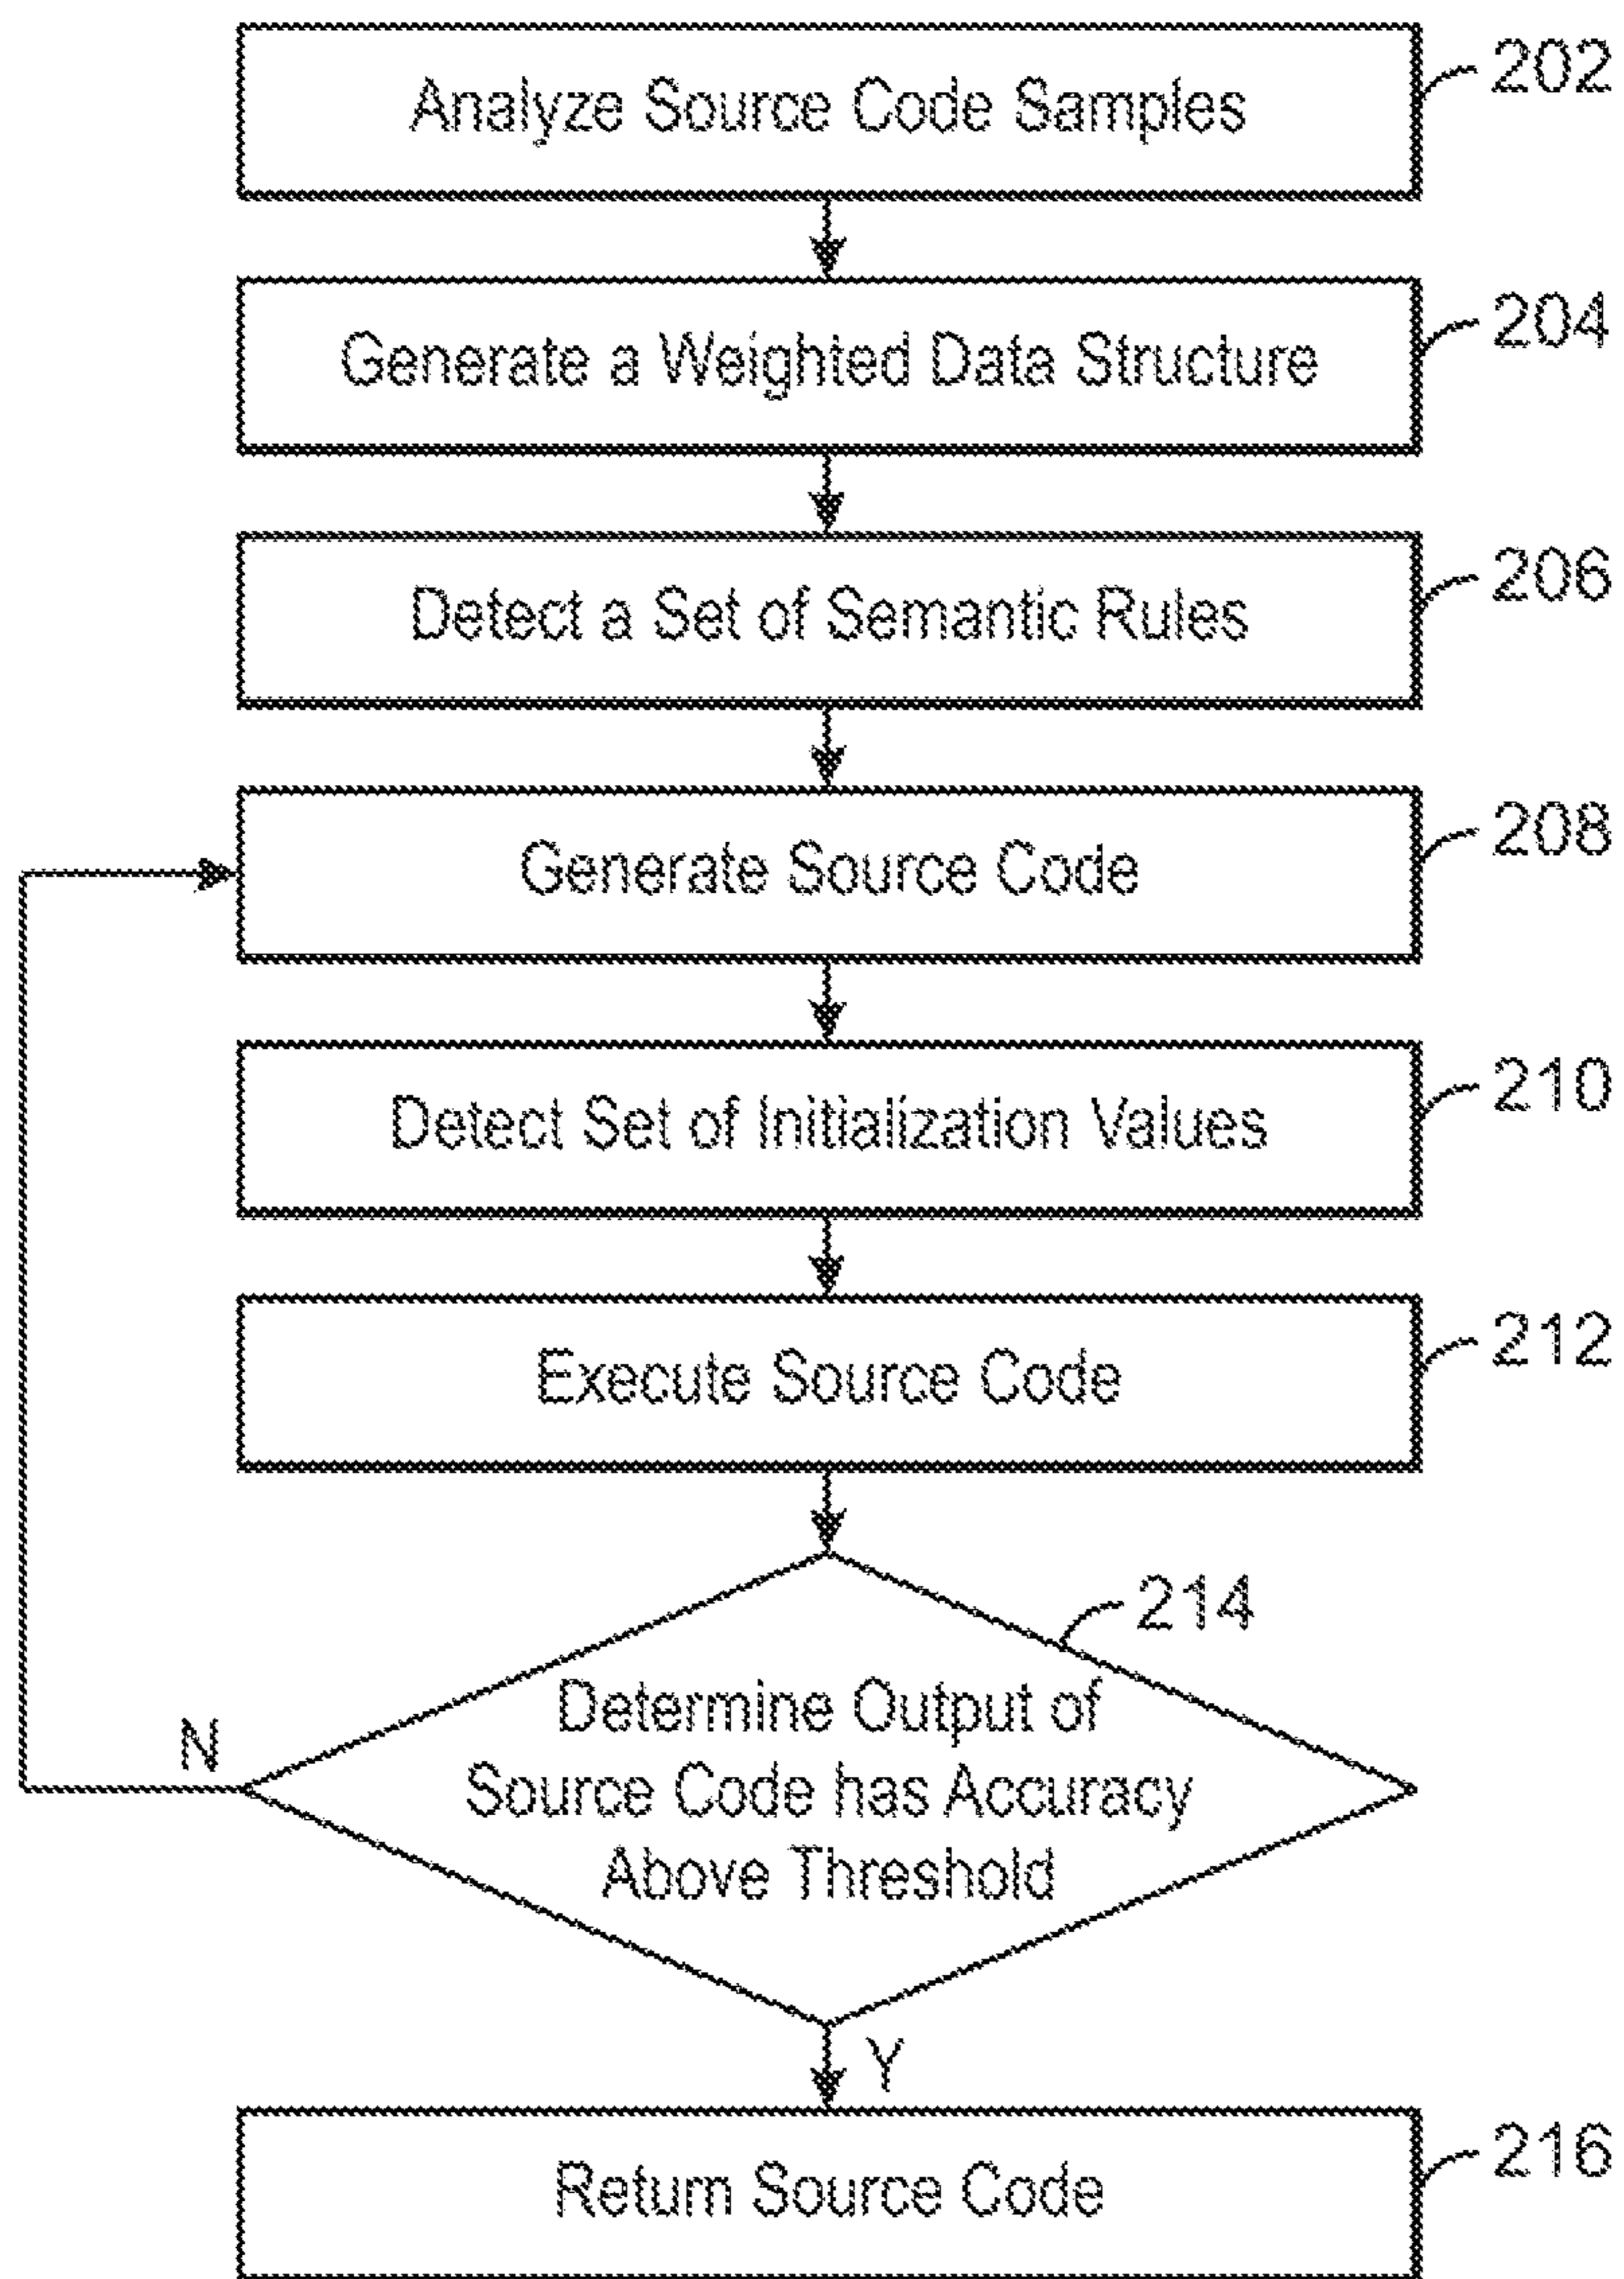 Analyze Source Code Samples
202
Generate a Weighted Data Structure
204
Detect a Set of Semantic Rules
206
Generate Source Code
208
Detect Set of Initialization Values
210
Execute Source Code
212
214
Determine Output of
Source Code has Accuracy
Above Threshold
N
Y
Return Source Code
216